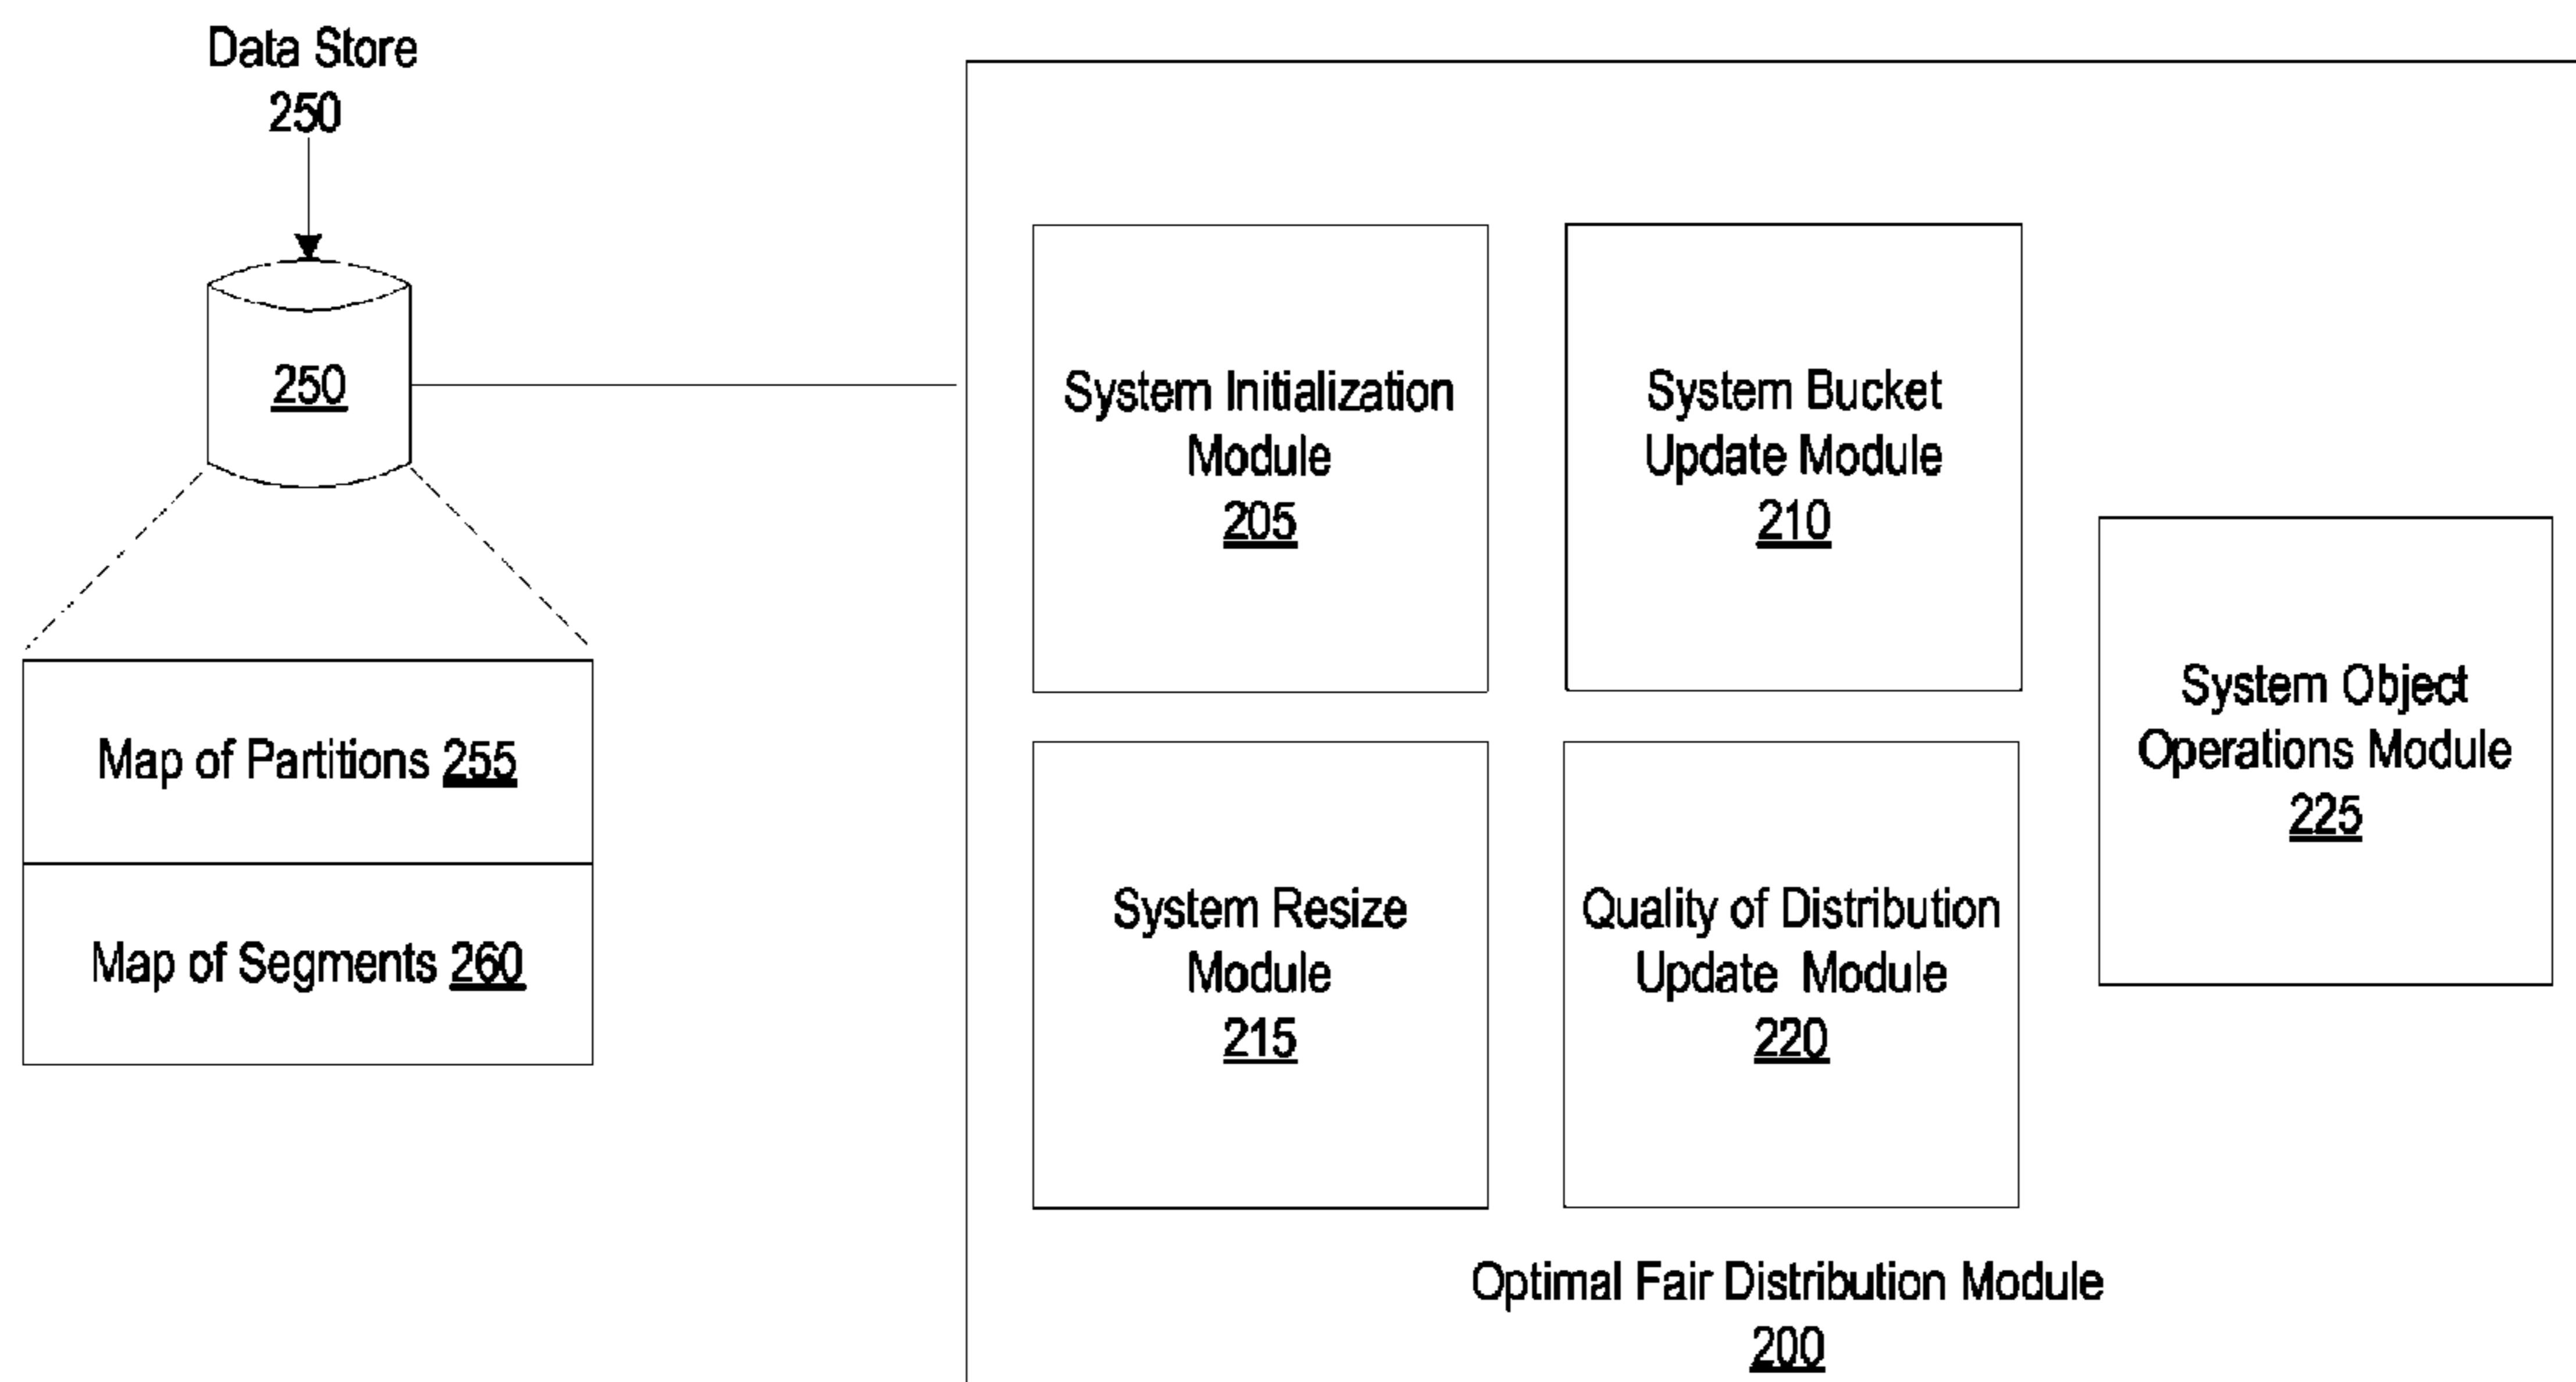 Data Store
250
250
Map of Partitions 255
Map of Segments 260
System Initialization
Module
205
System Bucket
Update Module
210
System Resize
Module
215
Quality of Distribution
Update Module
220
System Object
Operations Module
225
Optimal Fair Distribution Module
200